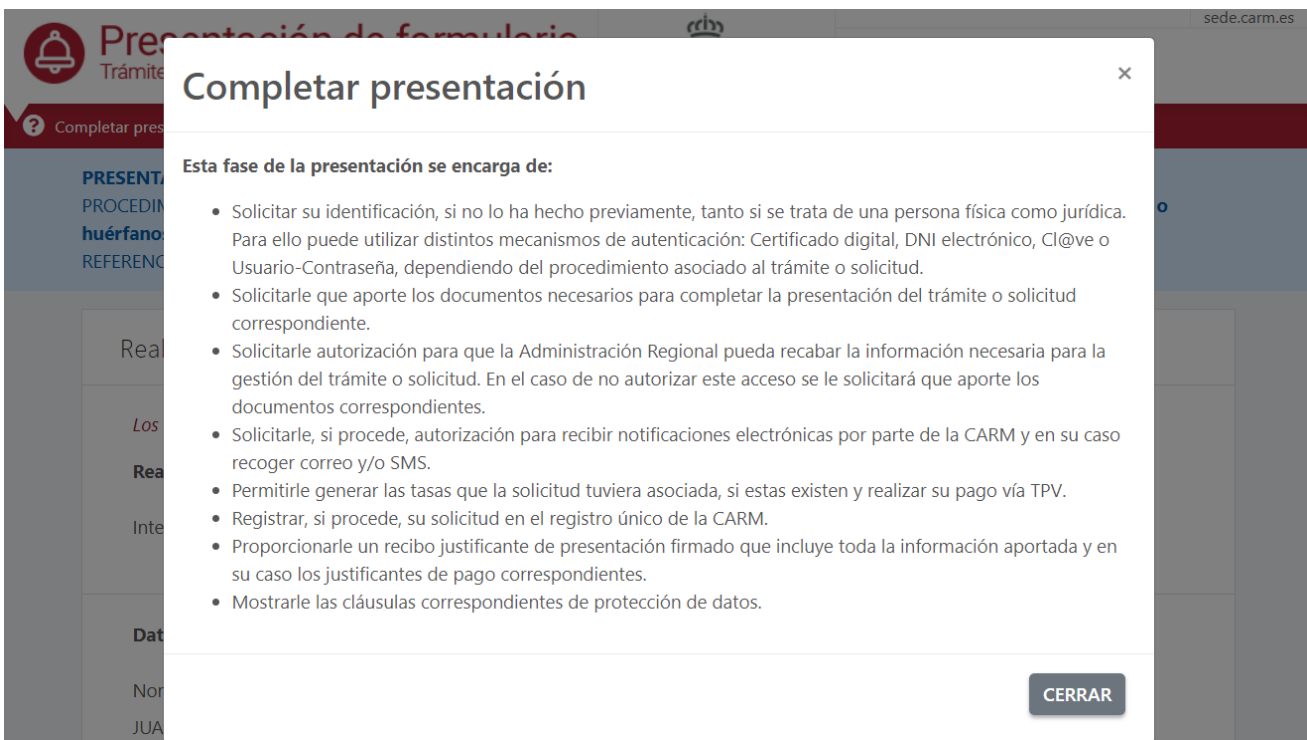 sede.carm.es
Presentación de formulario
Trámite
Completar presentación
×
? Completar pres
Esta fase de la presentación se encarga de:
PRESENTA
PROCEDIM
huérfano
REFERENC
o
• Solicitar su identificación, si no lo ha hecho previamente, tanto si se trata de una persona física como jurídica.
Para ello puede utilizar distintos mecanismos de autenticación: Certificado digital, DNI electrónico, Cl@ve o
Usuario-Contraseña, dependiendo del procedimiento asociado al trámite o solicitud.
• Solicitarle que aporte los documentos necesarios para completar la presentación del trámite o solicitud
correspondiente.
• Solicitarle autorización para que la Administración Regional pueda recabar la información necesaria para la
gestión del trámite o solicitud. En el caso de no autorizar este acceso se le solicitará que aporte los
documentos correspondientes.
• Solicitarle, si procede, autorización para recibir notificaciones electrónicas por parte de la CARM y en su caso
recoger correo y/o SMS.
• Permitirle generar las tasas que la solicitud tuviera asociada, si estas existen y realizar su pago vía TPV.
• Registrar, si procede, su solicitud en el registro único de la CARM.
• Proporcionarle un recibo justificante de presentación firmado que incluye toda la información aportada y en
su caso los justificantes de pago correspondientes.
• Mostrarle las cláusulas correspondientes de protección de datos.
Real
Los
Rea
Inte
Dat
Nor
JUA
CERRAR